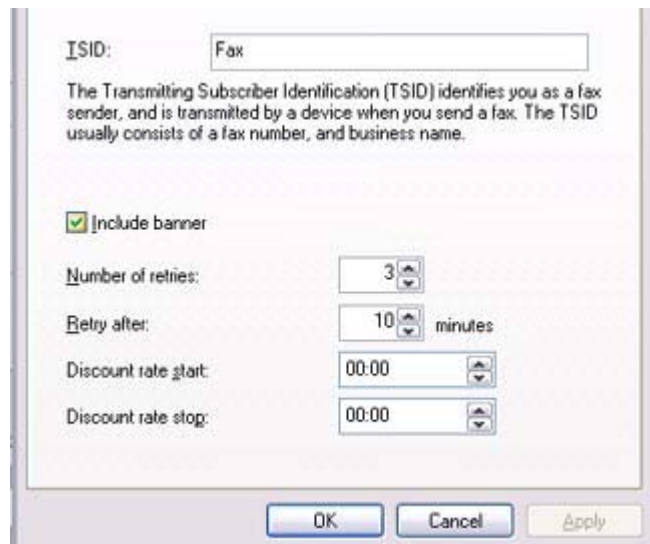 TSID: Fax
The Transmitting Subscriber Identification (TSID) identifies you as a fax
sender, and is transmitted by a device when you send a fax. The TSID
usually consists of a fax number, and business name.
Include banner
Number of retries: 3
Retry after: 10 minutes
Discount rate start: 00:00
Discount rate stop: 00:00
OK Cancel Apply